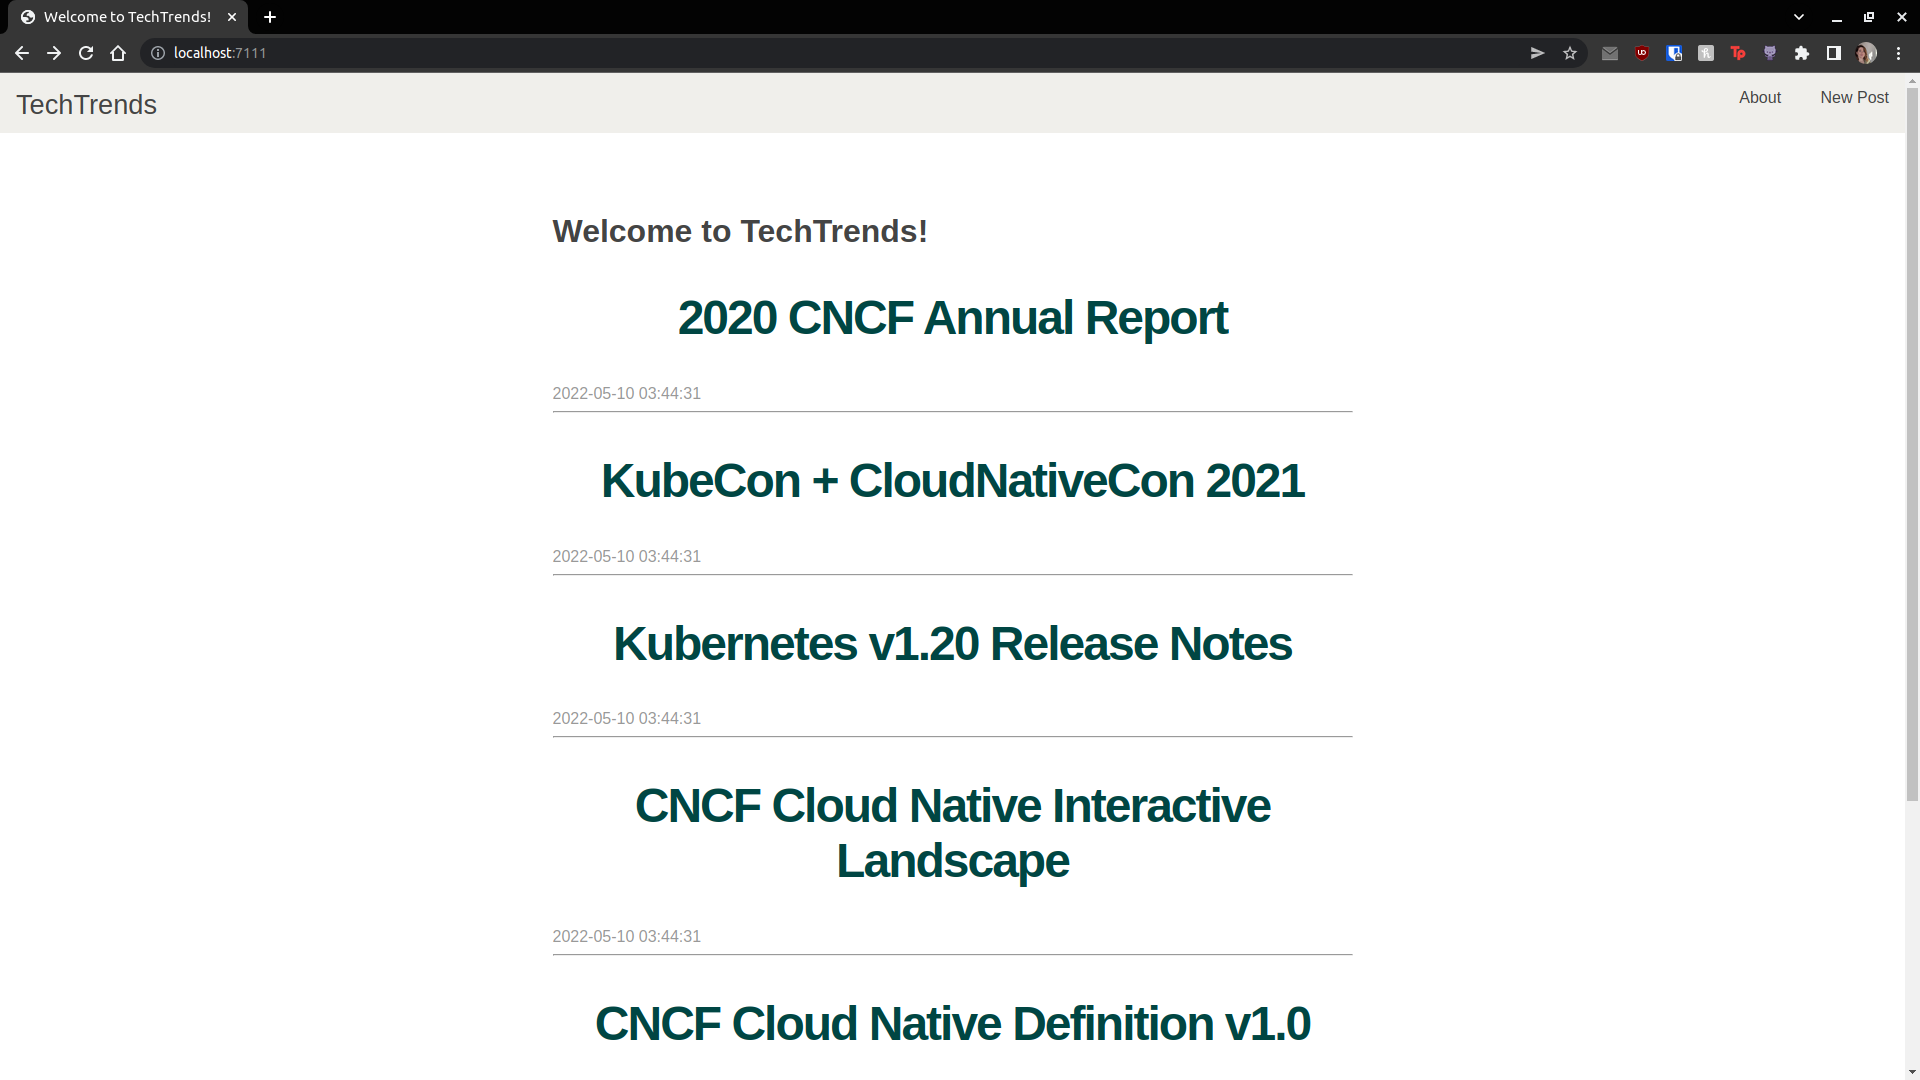 Welcome to TechTrends!
localhost:7111
TechTrends
About
New Post
Welcome to TechTrends!
2020 CNCF Annual Report
2022-05-10 03:44:31
KubeCon + CloudNativeCon 2021
2022-05-10 03:44:31
Kubernetes v1.20 Release Notes
2022-05-10 03:44:31
CNCF Cloud Native Interactive
Landscape
2022-05-10 03:44:31
CNCF Cloud Native Definition v1.0